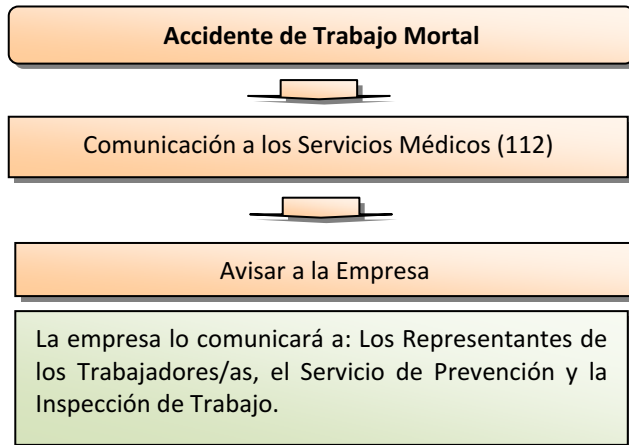 Accidente de Trabajo Mortal
Comunicación a los Servicios Médicos (112)
Avisar a la Empresa
La empresa lo comunicará a: Los Representantes de
los Trabajadores/as, el Servicio de Prevención y la
Inspección de Trabajo.